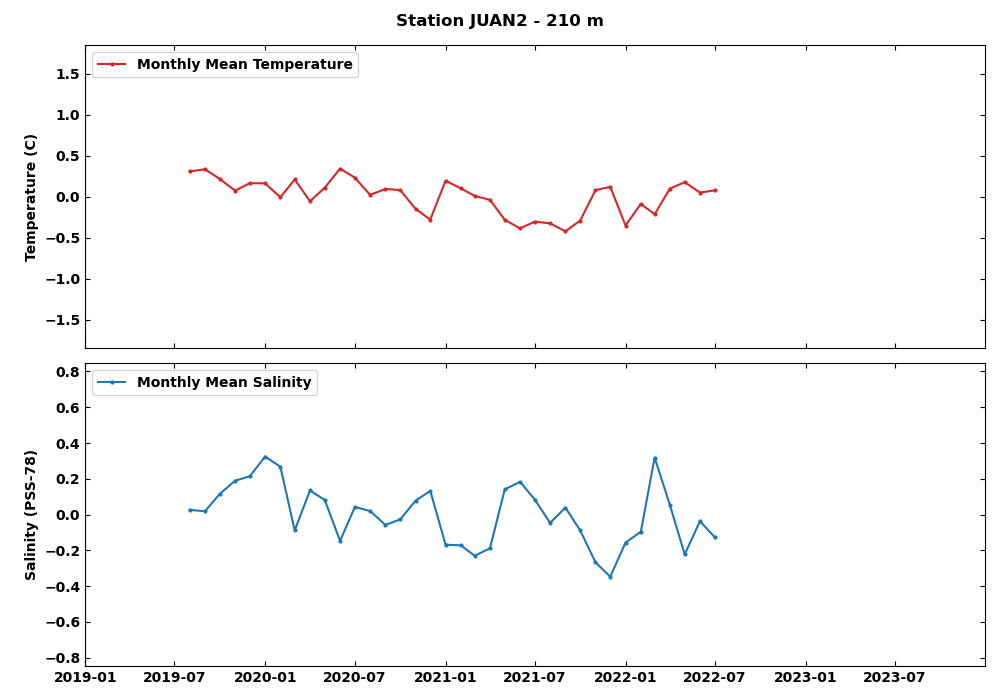 Station JUAN2 - 210 m
Monthly Mean Temperature
Temperature (C)
1.5
1.0
0.5
0.0
−0.5
−1.0
−1.5
Monthly Mean Salinity
Salinity (PSS-78)
0.8
0.6
0.4
0.2
0.0
−0.2
−0.4
−0.6
−0.8
2019-01 2019-07 2020-01 2020-07 2021-01 2021-07 2022-01 2022-07 2023-01 2023-07